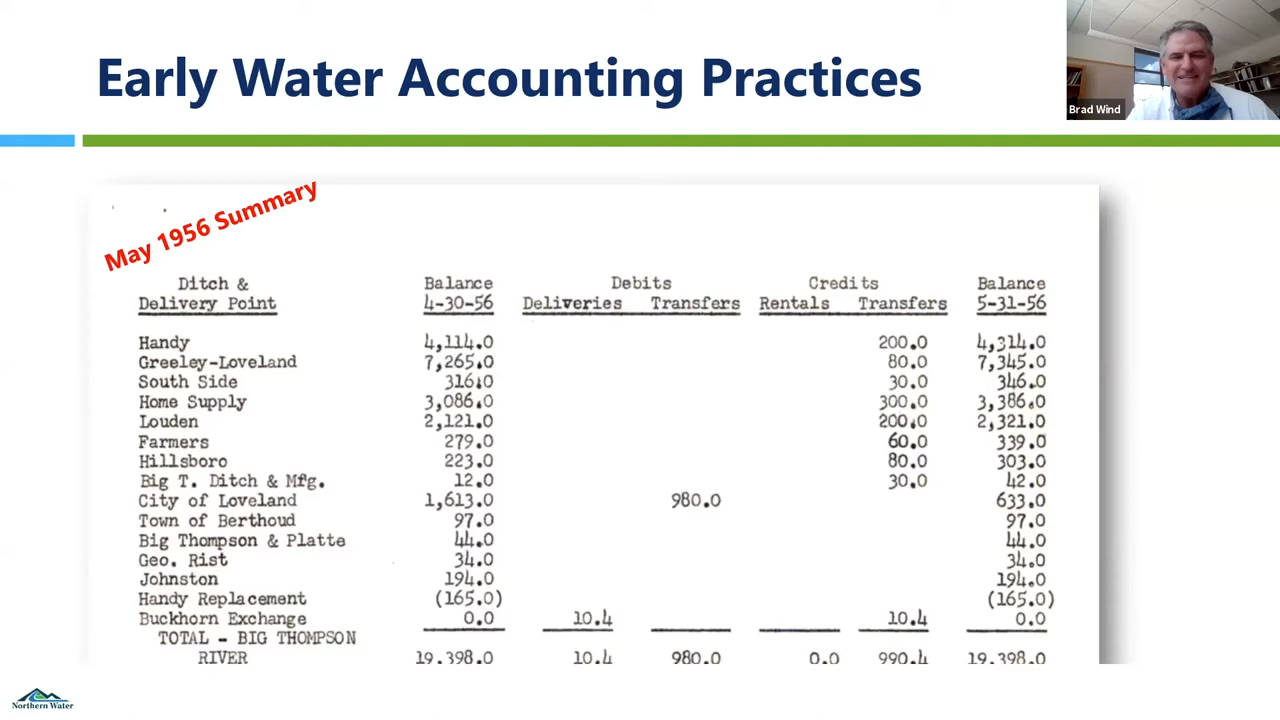 Early Water Accounting Practices
Brad Wind
May 1956 Summary
Ditch & Balance Debits Credits Balance
Delivery Point 4-30-56 Deliveries Transfers Rentals Transfers 5-31-56
Handy 4,114.0 200.0 4,314.0
Greeley-Loveland 7,265.0 80.0 7,345.0
South Side 316.0 30.0 346.0
Home Supply 3,086.0 300.0 3,386.0
Louden 2,121.0 200.0 2,321.0
Farmers 279.0 60.0 339.0
Hillsboro 223.0 80.0 303.0
Big T. Ditch & Mfg. 12.0 30.0 42.0
City of Loveland 1,613.0 980.0 633.0
Town of Berthoud 97.0 97.0
Big Thompson & Platte 44.0 44.0
Geo. Rist 34.0 34.0
Johnston 194.0 194.0
Handy Replacement (165.0) (165.0)
Buckhorn Exchange 0.0 10.4 10.4 0.0
TOTAL - BIG THOMPSON
RIVER 19,398.0 10.4 980.0 0.0 990.4 19,398.0
Northern Water